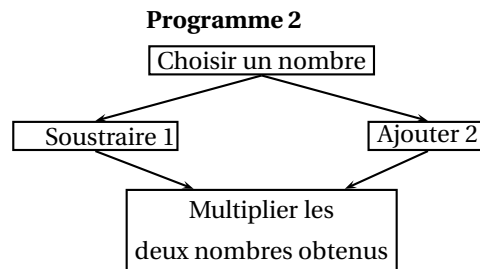 Programme 2
Choisir un nombre
Soustraire 1
Ajouter 2
Multiplier les
deux nombres obtenus